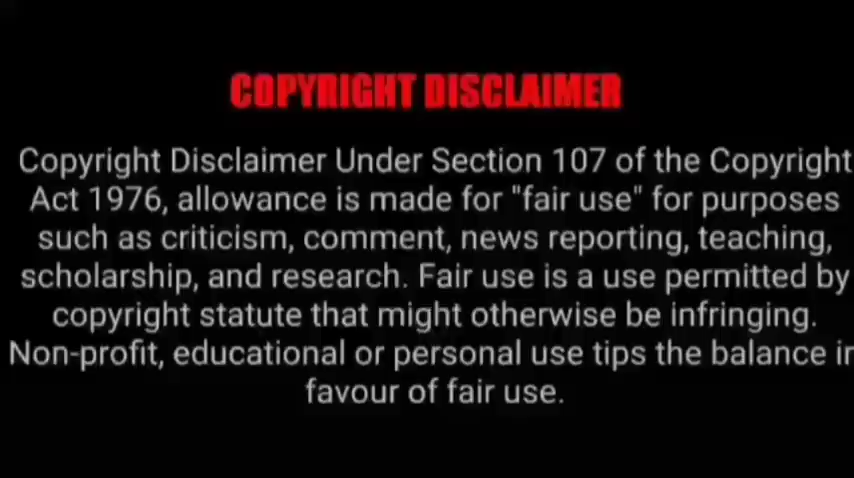 COPYRIGHT DISCLAIMER
Copyright Disclaimer Under Section 107 of the Copyright
Act 1976, allowance is made for "fair use" for purposes
such as criticism, comment, news reporting, teaching,
scholarship, and research. Fair use is a use permitted by
copyright statute that might otherwise be infringing.
Non-profit, educational or personal use tips the balance in
favour of fair use.